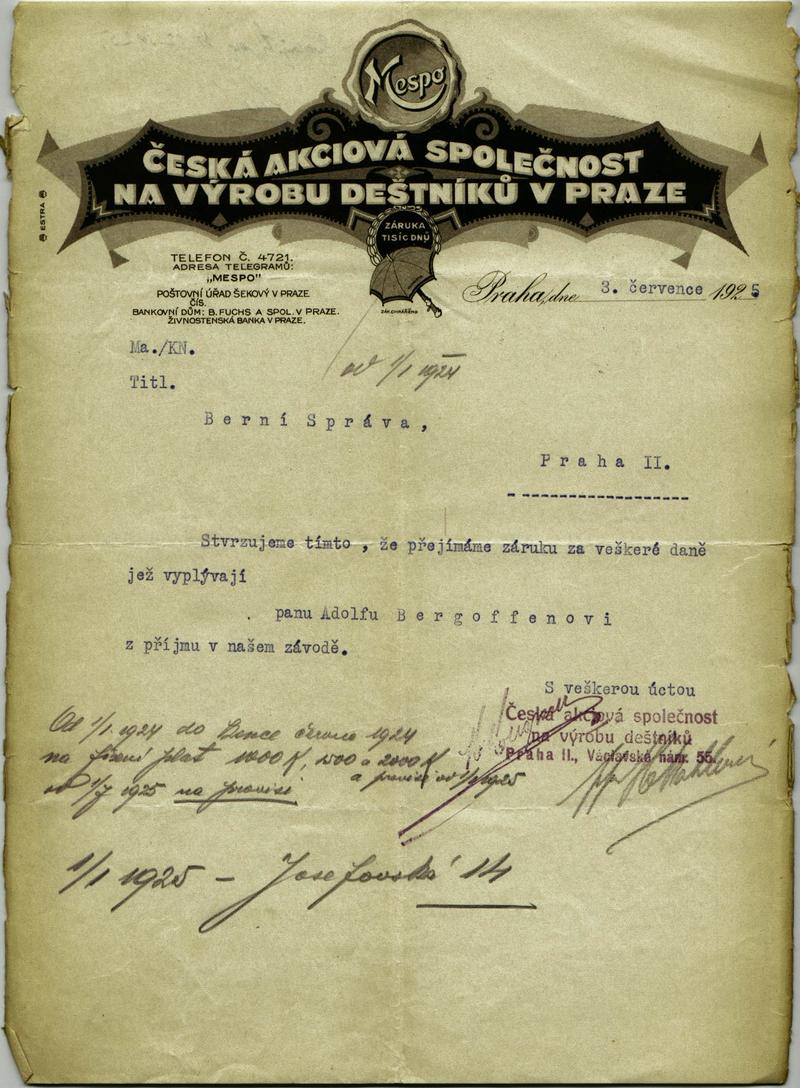 Mespo
ČESKÁ AKCIOVÁ SPOLEČNOST
NA VÝROBU DEŠTNÍKŮ V PRAZE
ZÁRUKA
TISÍC DNŮ
ESTRA
TELEFON Č. 4721.
ADRESA TELEGRAMŮ:
„MESPO"
POŠTOVNÍ ÚŘAD ŠEKOVÝ V PRAZE
ČÍS.
BANKOVNÍ DŮM: B. FUCHS A SPOL. V PRAZE.
ŽIVNOSTENSKÁ BANKA V PRAZE.
Praha, dne 3. července 1925
Ma./KN.
od 1/1 1924
Titl.
Berní Správa,
Praha II.
Stvrzujeme tímto , že přejímáme záruku za veškeré daně
jež vyplývají
panu Adolfu Bergoffenovi
z příjmu v našem závodě.
S veškerou úctou
Česká akciová společnost
na výrobu deštníků
Praha II., Václavské nám. 55.
Od 1/1 1924 do konce června 1924
na fixní plat 1000 K, 1500 a 2000 K
a provisi od 1/1 1925
od 1/7 1925 na provisi
1/1 1925 – Josefovská 14